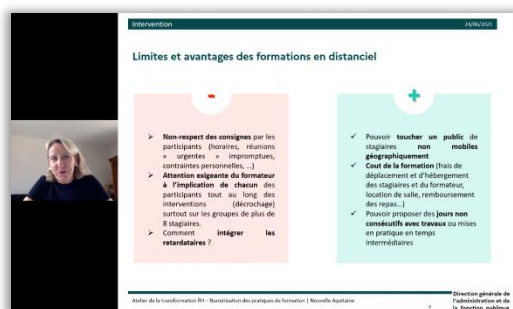 Intervention
24/06/2021
Limites et avantages des formations en distanciel
-
➢ Non-respect des consignes par les
participants (horaires, réunions
« urgentes » impromptues,
contraintes personnelles, ...)
➢ Attention exigeante du formateur
à l'implication de chacun des
participants tout au long des
interventions (décrochage)
surtout sur les groupes de plus de
8 stagiaires.
➢ Comment intégrer les
retardataires ?
+
✓ Pouvoir toucher un public de
stagiaires non mobiles
géographiquement
✓ Cout de la formation (frais de
déplacement et d'hébergement
des stagiaires et du formateur,
location de salle, remboursement
des repas...)
✓ Pouvoir proposer des jours non
consécutifs avec travaux ou mises
en pratique en temps
intermédiaires
Atelier de la transformation RH – Numérisation des pratiques de formation | Nouvelle Aquitaine
Direction générale de
l'administration et de
la fonction publique